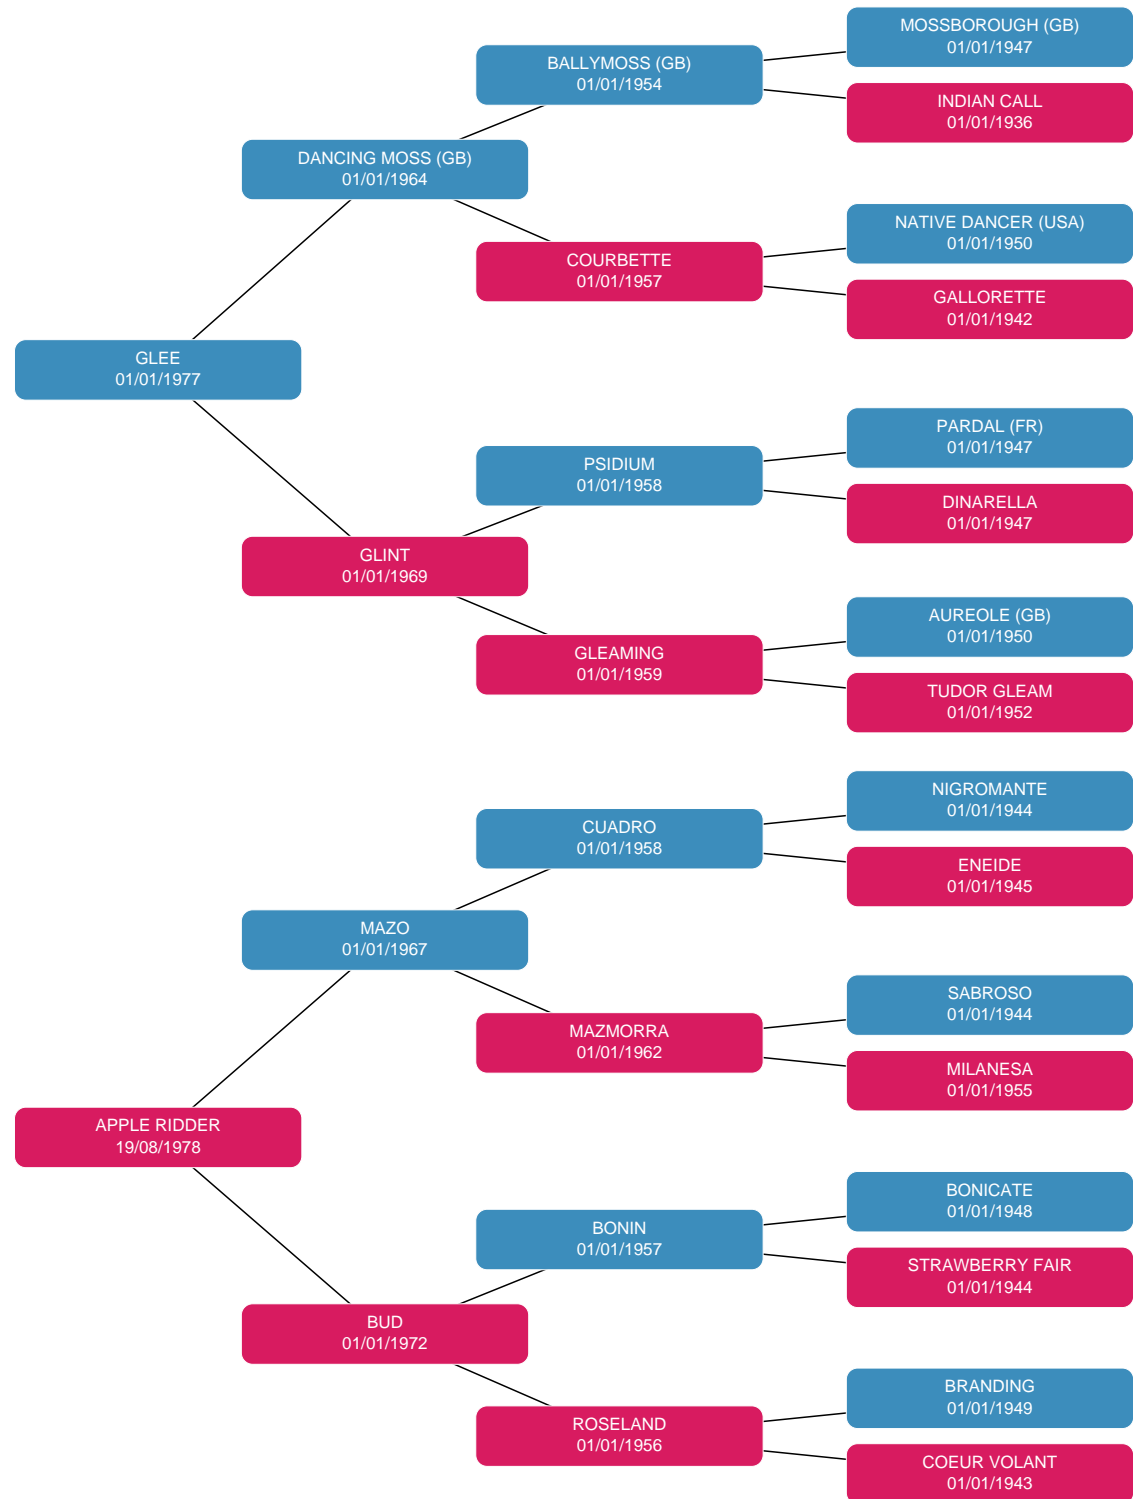 MOSSBOROUGH (GB)
01/01/1947
BALLYMOSS (GB)
01/01/1954
INDIAN CALL
01/01/1936
DANCING MOSS (GB)
01/01/1964
NATIVE DANCER (USA)
01/01/1950
COURBETTE
01/01/1957
GALLORETTE
01/01/1942
GLEE
01/01/1977
PARDAL (FR)
01/01/1947
PSIDIUM
01/01/1958
DINARELLA
01/01/1947
GLINT
01/01/1969
AUREOLE (GB)
01/01/1950
GLEAMING
01/01/1959
TUDOR GLEAM
01/01/1952
NIGROMANTE
01/01/1944
CUADRO
01/01/1958
ENEIDE
01/01/1945
MAZO
01/01/1967
SABROSO
01/01/1944
MAZMORRA
01/01/1962
MILANESA
01/01/1955
APPLE RIDDER
19/08/1978
BONICATE
01/01/1948
BONIN
01/01/1957
STRAWBERRY FAIR
01/01/1944
BUD
01/01/1972
BRANDING
01/01/1949
ROSELAND
01/01/1956
COEUR VOLANT
01/01/1943